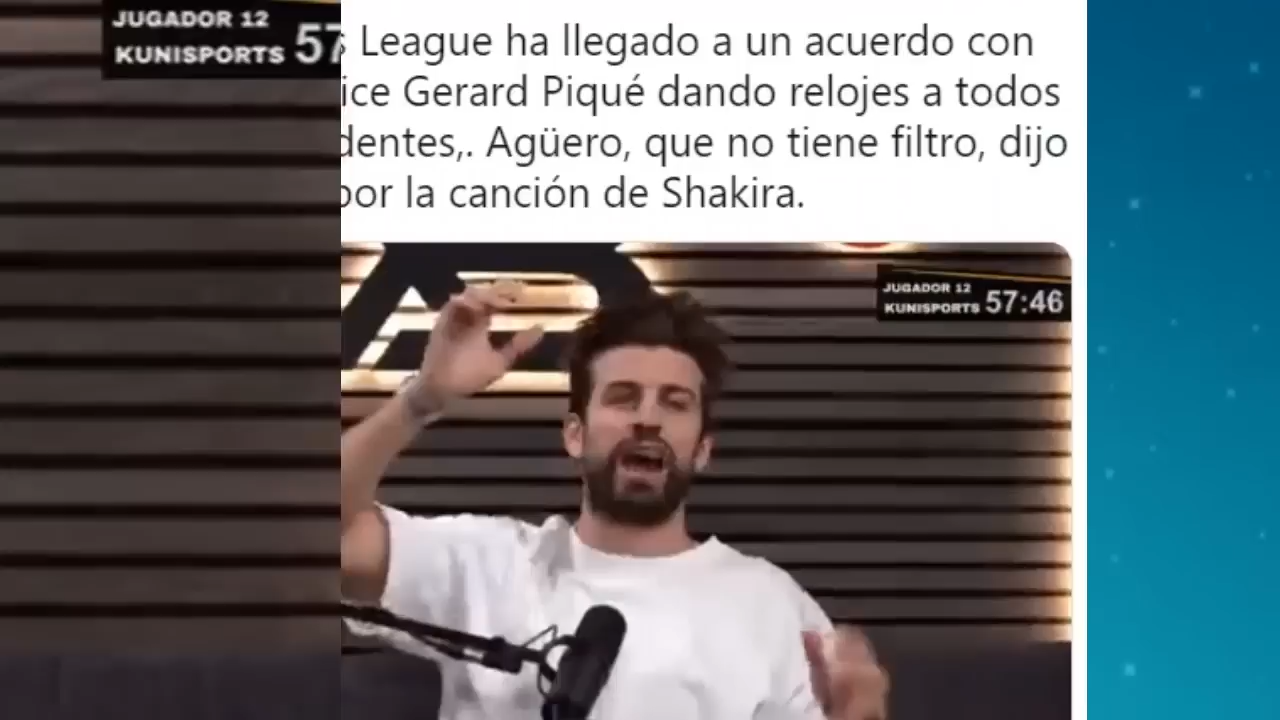 JUGADOR 12
KUNISPORTS 57
s League ha llegado a un acuerdo con
ice Gerard Piqué dando relojes a todos
dentes,. Agüero, que no tiene filtro, dijo
por la canción de Shakira.
JUGADOR 12
KUNISPORTS 57:46